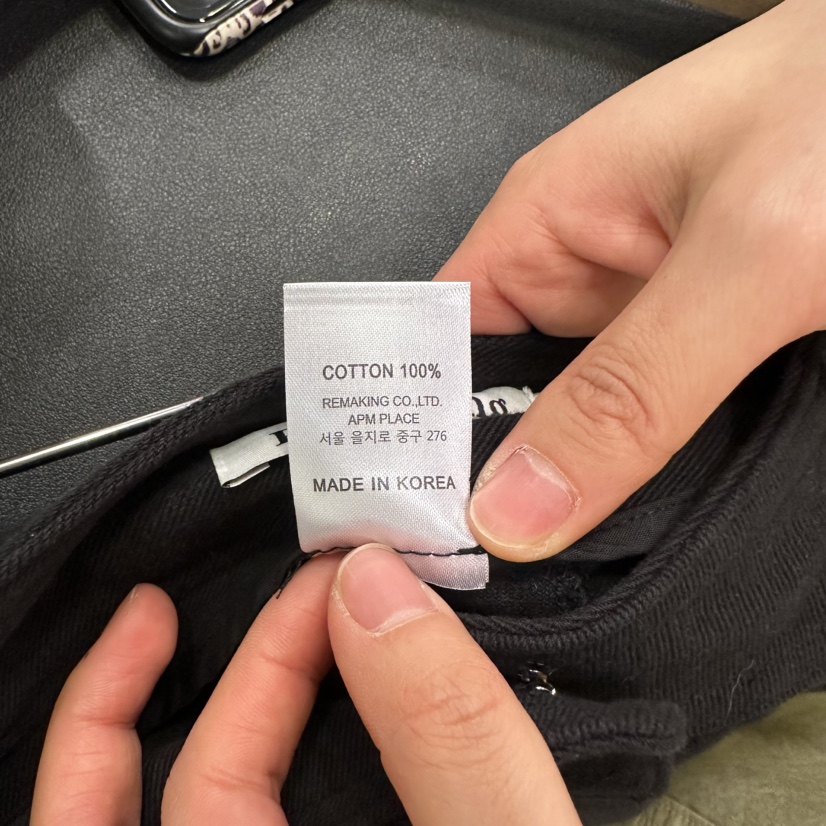 COTTON 100%
REMAKING CO.,LTD.
APM PLACE
서울 을지로 중구 276
MADE IN KOREA